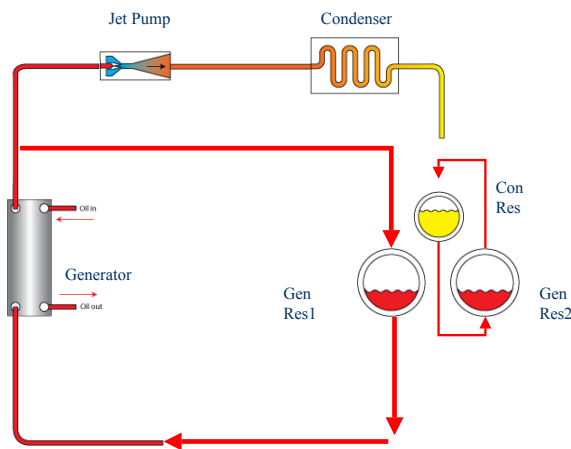 Jet Pump
Condenser
Con
Res
Oil in
Generator
Oil out
Gen
Res1
Gen
Res2